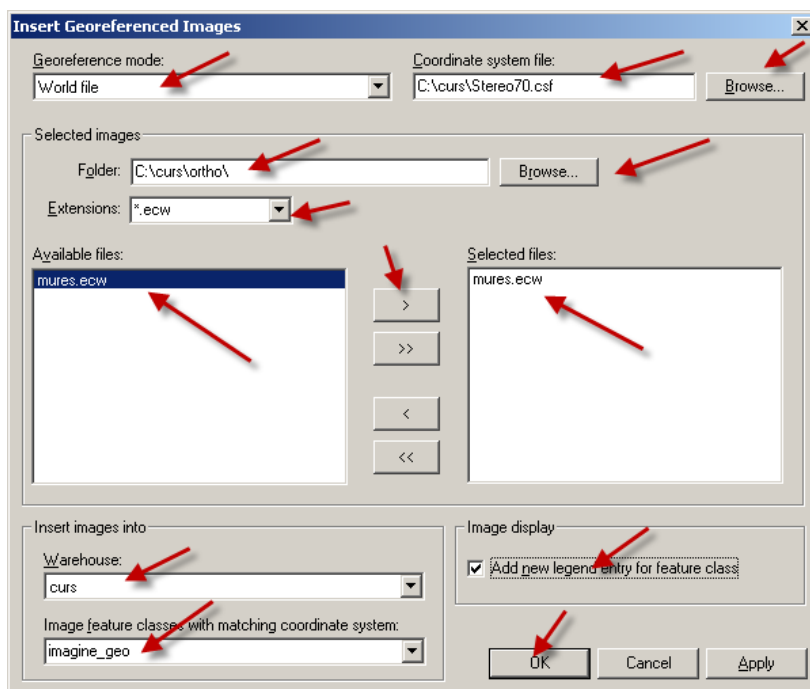 Insert Georeferenced Images
Georeference mode:
Coordinate system file:
World file
C:\curs\Stereo70.csf
Browse...
Selected images
Folder:
C:\curs\ortho\
Browse...
Extensions:
*.ecw
Available files:
Selected files:
mures.ecw
mures.ecw
>
>>
<
<<
Insert images into
Warehouse:
curs
Image feature classes with matching coordinate system:
imagine_geo
Image display
Add new legend entry for feature class
OK
Cancel
Apply